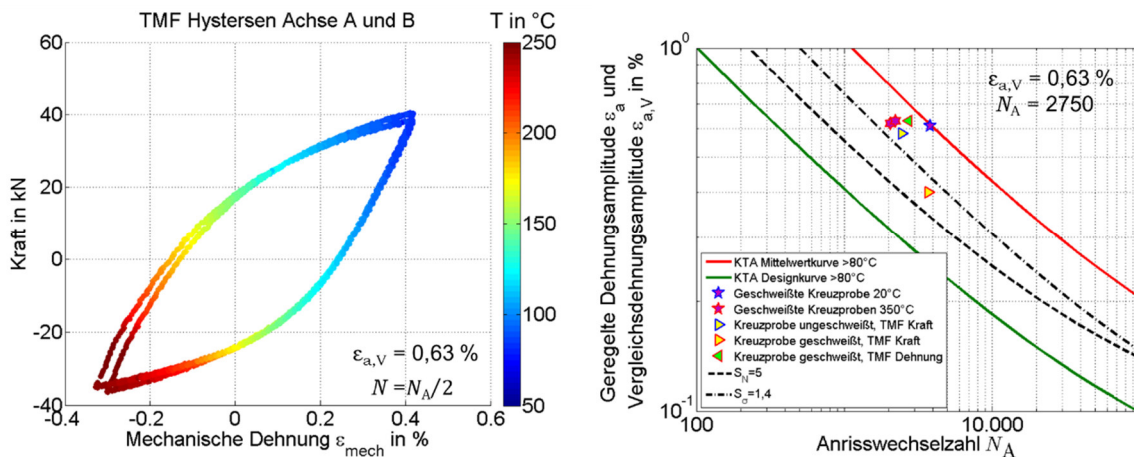 TMF Hystersen Achse A und B
T in °C
60
40
20
0
-20
-40
Kraft in kN
-0.4
-0.2
0
0.2
0.4
0.6
Mechanische Dehnung ε_mech in %
ε_a,V = 0,63 %
N =N_A/2
250
200
150
100
50
Geregelte Dehnungsamplitude ε_a und
Vergleichsdehnungsamplitude ε_a,V in %
10^0
10^-1
ε_a,V = 0,63 %
N_A = 2750
KTA Mittelwertkurve >80°C
KTA Designkurve >80°C
Geschweißte Kreuzprobe 20°C
Geschweißte Kreuzproben 350°C
Kreuzprobe ungeschweißt, TMF Kraft
Kreuzprobe geschweißt, TMF Kraft
Kreuzprobe geschweißt, TMF Dehnung
S_N=5
S_σ=1,4
100
10.000
Anrisswechselzahl N_A